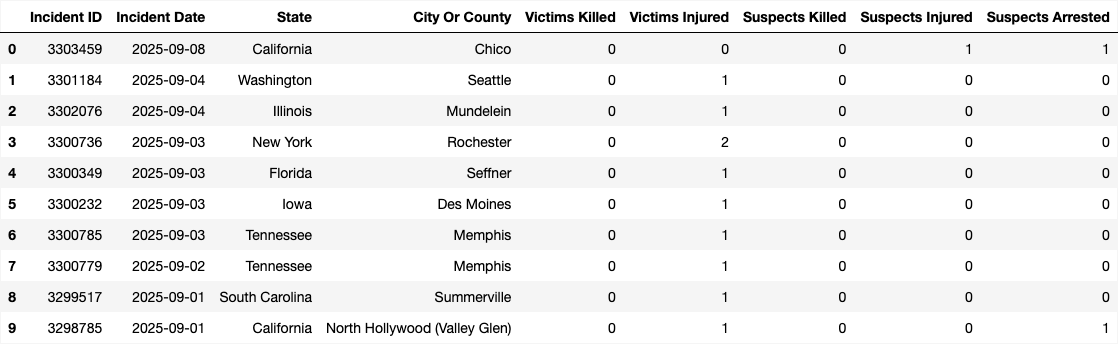 Incident ID Incident Date State City Or County Victims Killed Victims Injured Suspects Killed Suspects Injured Suspects Arrested
0 3303459 2025-09-08 California Chico 0 0 0 1 1
1 3301184 2025-09-04 Washington Seattle 0 1 0 0 0
2 3302076 2025-09-04 Illinois Mundelein 0 1 0 0 0
3 3300736 2025-09-03 New York Rochester 0 2 0 0 0
4 3300349 2025-09-03 Florida Seffner 0 1 0 0 0
5 3300232 2025-09-03 Iowa Des Moines 0 1 0 0 0
6 3300785 2025-09-03 Tennessee Memphis 0 1 0 0 0
7 3300779 2025-09-02 Tennessee Memphis 0 1 0 0 0
8 3299517 2025-09-01 South Carolina Summerville 0 1 0 0 0
9 3298785 2025-09-01 California North Hollywood (Valley Glen) 0 1 0 0 1